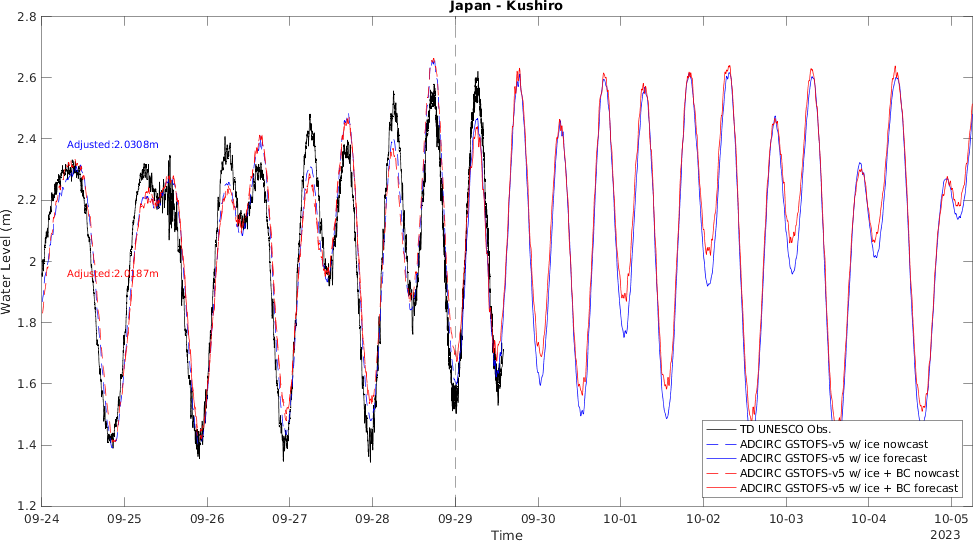 Japan - Kushiro
2.8
2.6
2.4
2.2
2
1.8
1.6
1.4
1.2
Water Level (m)
Adjusted:2.0308m
Adjusted:2.0187m
TD UNESCO Obs.
ADCIRC GSTOFS-v5 w/ ice nowcast
ADCIRC GSTOFS-v5 w/ ice forecast
ADCIRC GSTOFS-v5 w/ ice + BC nowcast
ADCIRC GSTOFS-v5 w/ ice + BC forecast
09-24 09-25 09-26 09-27 09-28 09-29 09-30 10-01 10-02 10-03 10-04 10-05
Time
2023